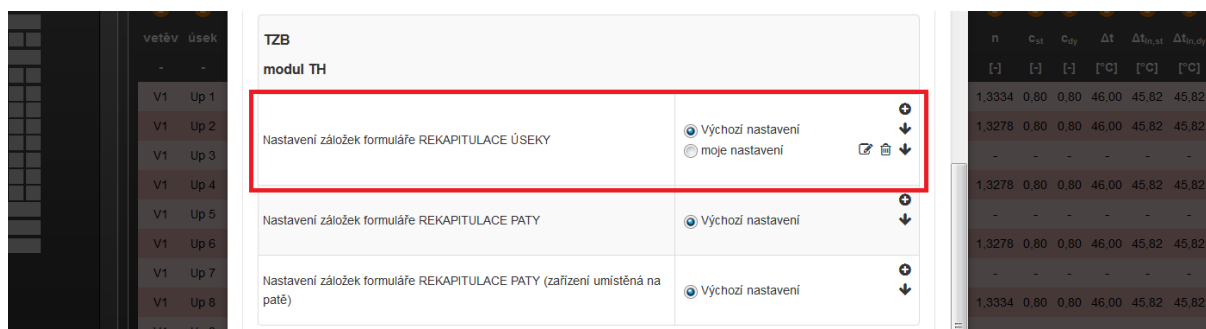 vetěv úsek n cst cdy Δt Δtln,st Δtln,dy
- - [-] [-] [-] [°C] [°C] [°C]
TZB
modul TH
V1 Up 1 1,3334 0,80 0,80 46,00 45,82 45,82
V1 Up 2 1,3278 0,80 0,80 46,00 45,82 45,82
V1 Up 3 - - - - - -
V1 Up 4 1,3278 0,80 0,80 46,00 45,82 45,82
V1 Up 5 - - - - - -
V1 Up 6 1,3278 0,80 0,80 46,00 45,82 45,82
V1 Up 7 - - - - - -
V1 Up 8 1,3334 0,80 0,80 46,00 45,82 45,82
Nastavení záložek formuláře REKAPITULACE ÚSEKY
Výchozí nastavení
moje nastavení
Nastavení záložek formuláře REKAPITULACE PATY
Výchozí nastavení
Nastavení záložek formuláře REKAPITULACE PATY (zařízení umístěná na
patě)
Výchozí nastavení